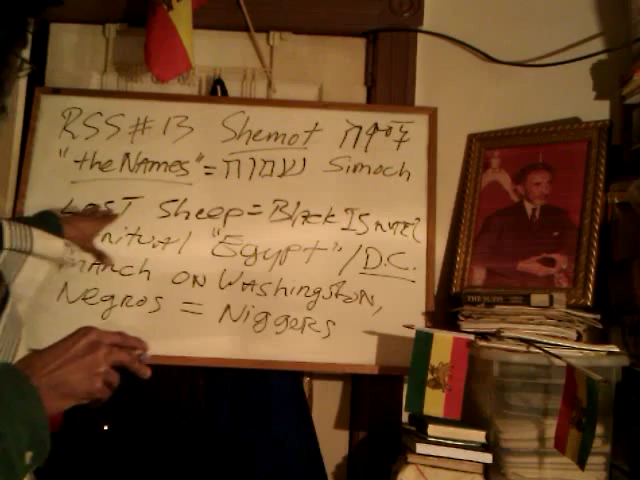 RSS #13 Shemot
"the NAMES" = שמות Simoch
LOST Sheep = Black ISrael
"Egypt" / D.C.
MARCH ON WAShington,
Negros = NiggerS